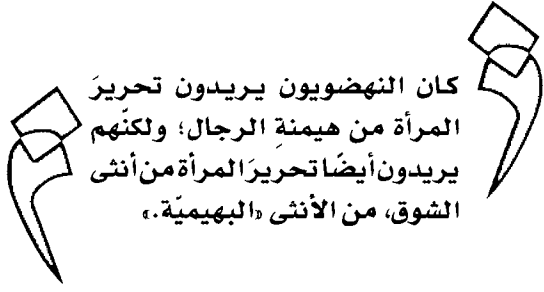 كان النهضويون يريدون تحريرَ
المرأة من هيمنةِ الرجال؛ ولكنّهم
يريدون أيضًا تحريرَ المرأة من أنثى
الشوق، من الأنثى «البهيميّة.»